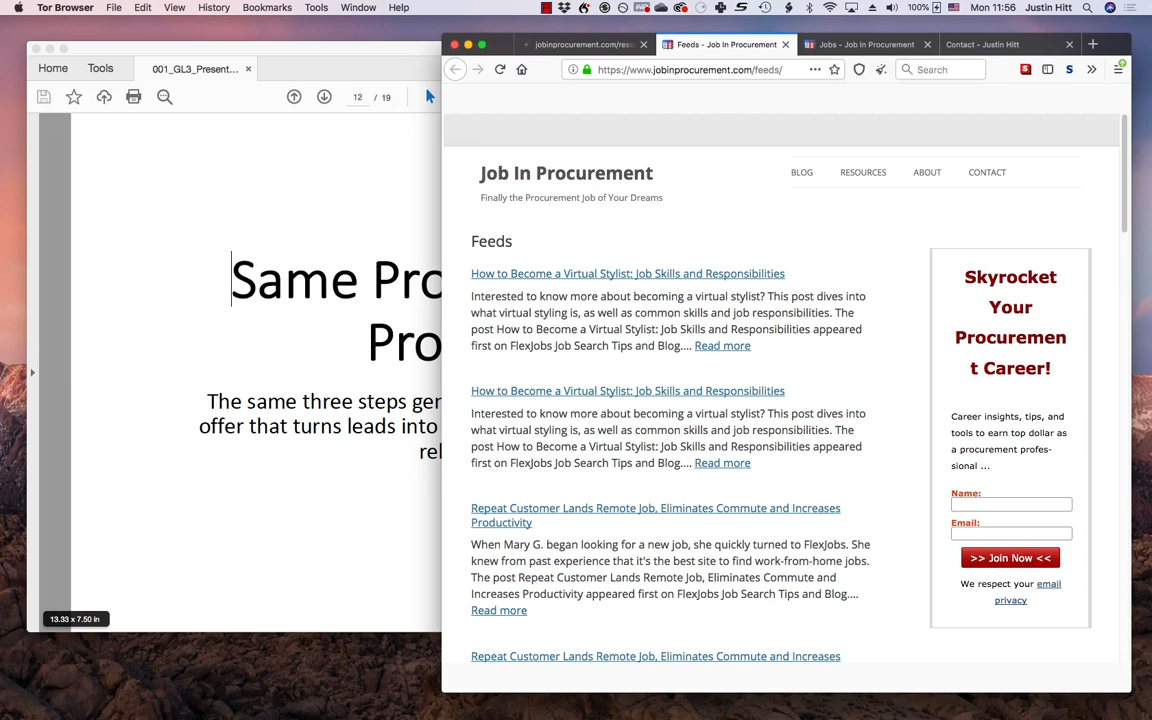 Tor Browser File Edit View History Bookmarks Tools Window Help 100% Mon 11:56 Justin Hitt
jobinprocurement.com/res
Feeds - Job In Procurement
Jobs - Job In Procurement
Contact - Justin Hitt
Home Tools 001_GL3_Present...
https://www.jobinprocurement.com/feeds/
Search
12 / 19
Job In Procurement
Finally the Procurement Job of Your Dreams
BLOG RESOURCES ABOUT CONTACT
Same Pro
Pro
The same three steps gen
offer that turns leads into
rel
13.33 x 7.50 in
Feeds
How to Become a Virtual Stylist: Job Skills and Responsibilities
Interested to know more about becoming a virtual stylist? This post dives into
what virtual styling is, as well as common skills and job responsibilities. The
post How to Become a Virtual Stylist: Job Skills and Responsibilities appeared
first on FlexJobs Job Search Tips and Blog.... Read more
How to Become a Virtual Stylist: Job Skills and Responsibilities
Interested to know more about becoming a virtual stylist? This post dives into
what virtual styling is, as well as common skills and job responsibilities. The
post How to Become a Virtual Stylist: Job Skills and Responsibilities appeared
first on FlexJobs Job Search Tips and Blog.... Read more
Repeat Customer Lands Remote Job, Eliminates Commute and Increases
Productivity
When Mary G. began looking for a new job, she quickly turned to FlexJobs. She
knew from past experience that it's the best site to find work-from-home jobs.
The post Repeat Customer Lands Remote Job, Eliminates Commute and
Increases Productivity appeared first on FlexJobs Job Search Tips and Blog....
Read more
Repeat Customer Lands Remote Job, Eliminates Commute and Increases
Skyrocket
Your
Procuremen
t Career!
Career insights, tips, and
tools to earn top dollar as
a procurement profes-
sional ...
Name:
Email:
>> Join Now <<
We respect your email
privacy